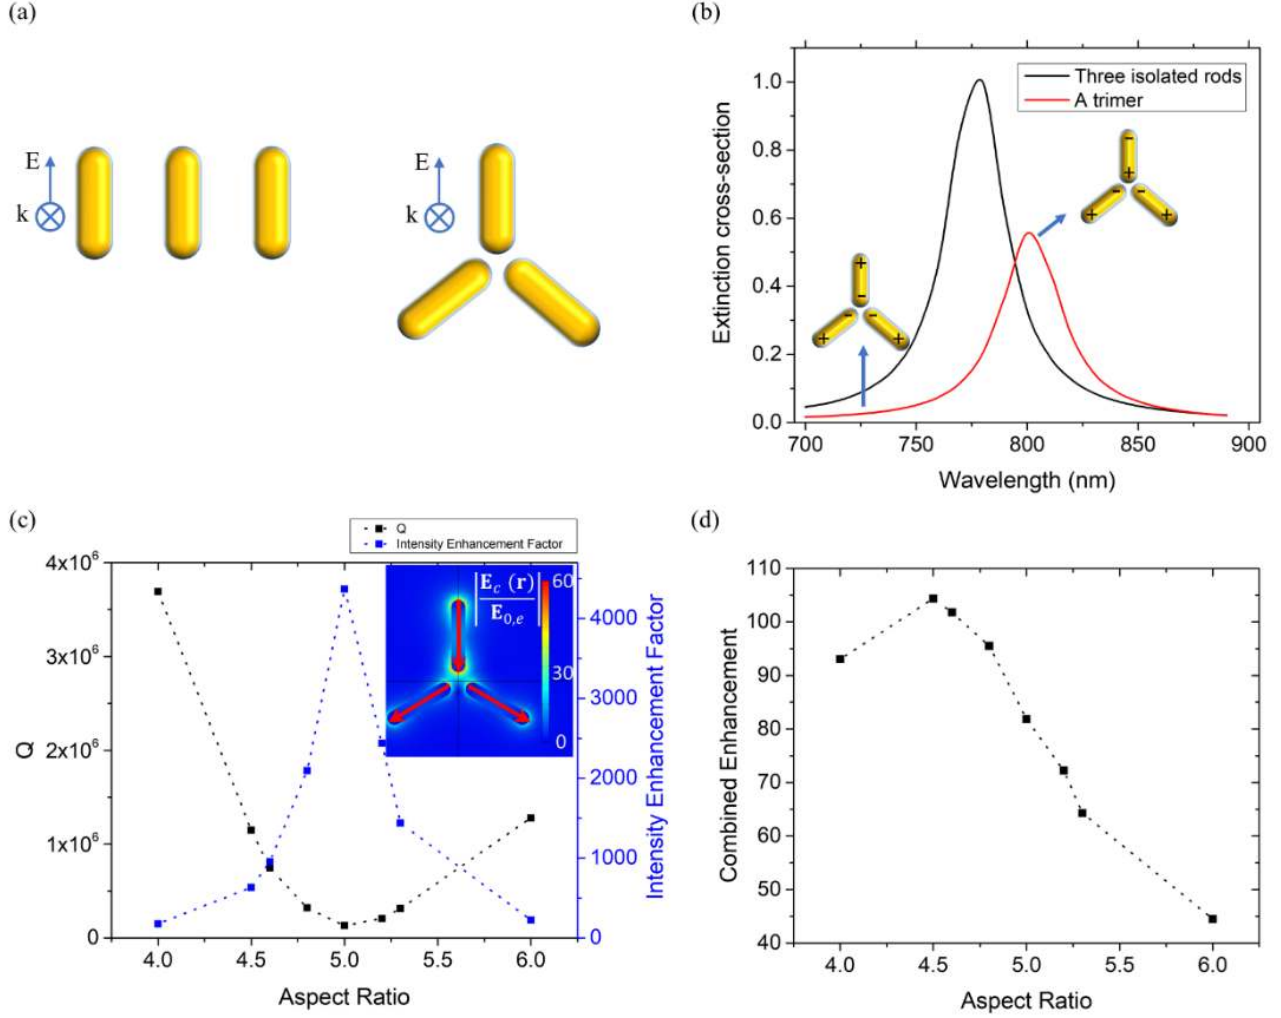 (a)
E
k
E
k
(b)
Three isolated rods
A trimer
Extinction cross-section
1.0
0.8
0.6
0.4
0.2
0.0
700
750
800
850
900
Wavelength (nm)
+
-
-
+
-
+
-
+
-
+
-
+
(c)
Q
Intensity Enhancement Factor
4x10⁶
3x10⁶
2x10⁶
1x10⁶
0
Q
|E_c (r)
E_0,e|
60
30
0
4000
3000
2000
1000
0
Intensity Enhancement Factor
4.0
4.5
5.0
5.5
6.0
Aspect Ratio
(d)
Combined Enhancement
110
100
90
80
70
60
50
40
4.0
4.5
5.0
5.5
6.0
Aspect Ratio